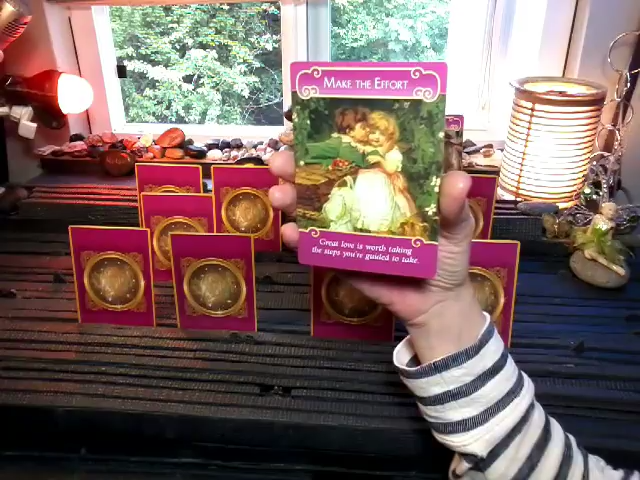 MAKE THE EFFORT
Great love is worth taking
the steps you're guided to take.